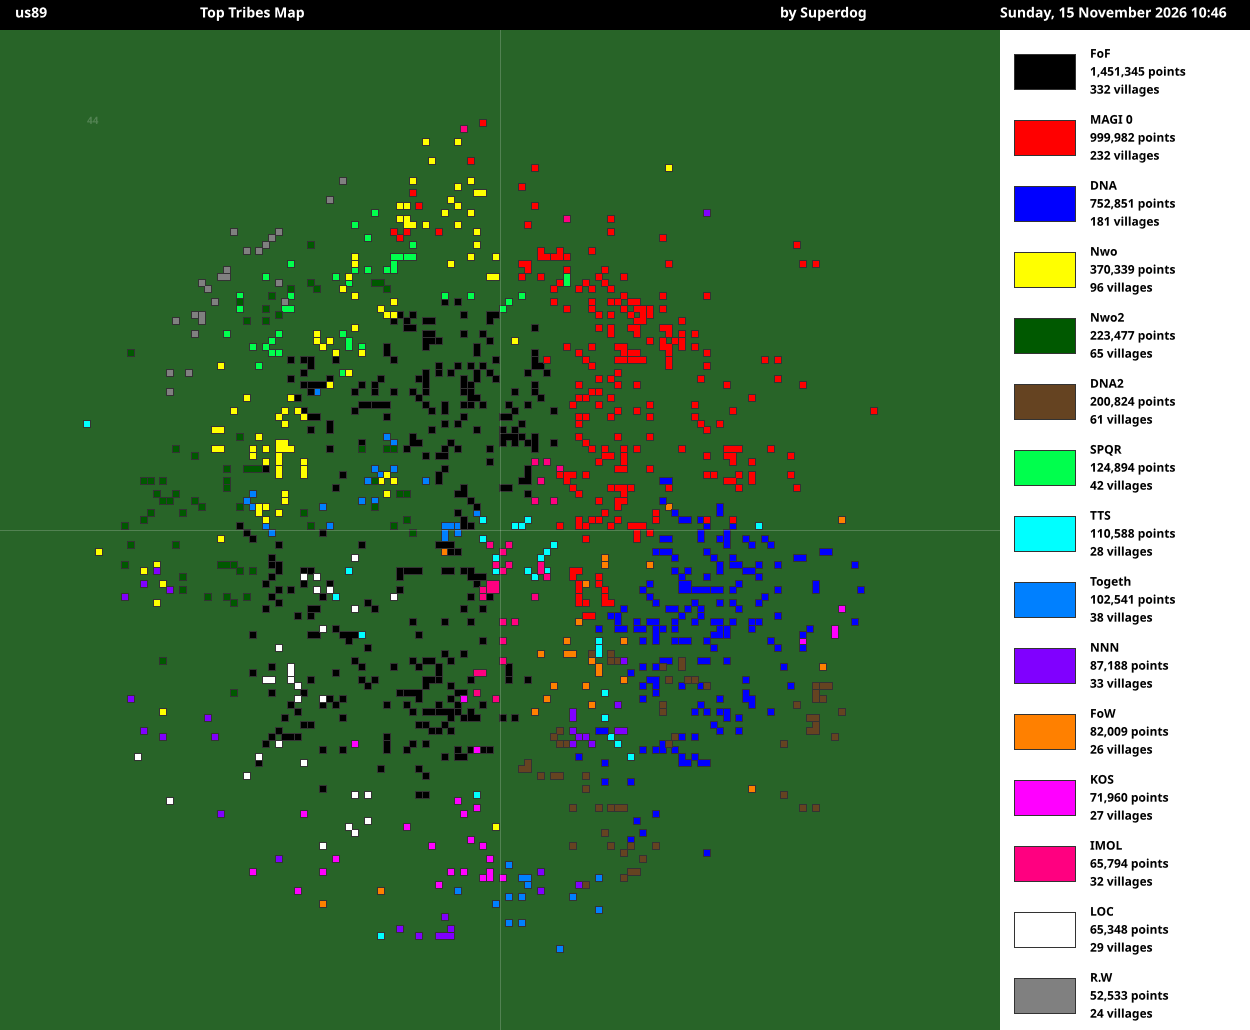 us89 Top Tribes Map by Superdog Sunday, 15 November 2026 10:46
44
FoF
1,451,345 points
332 villages
MAGI 0
999,982 points
232 villages
DNA
752,851 points
181 villages
Nwo
370,339 points
96 villages
Nwo2
223,477 points
65 villages
DNA2
200,824 points
61 villages
SPQR
124,894 points
42 villages
TTS
110,588 points
28 villages
Togeth
102,541 points
38 villages
NNN
87,188 points
33 villages
FoW
82,009 points
26 villages
KOS
71,960 points
27 villages
IMOL
65,794 points
32 villages
LOC
65,348 points
29 villages
R.W
52,533 points
24 villages